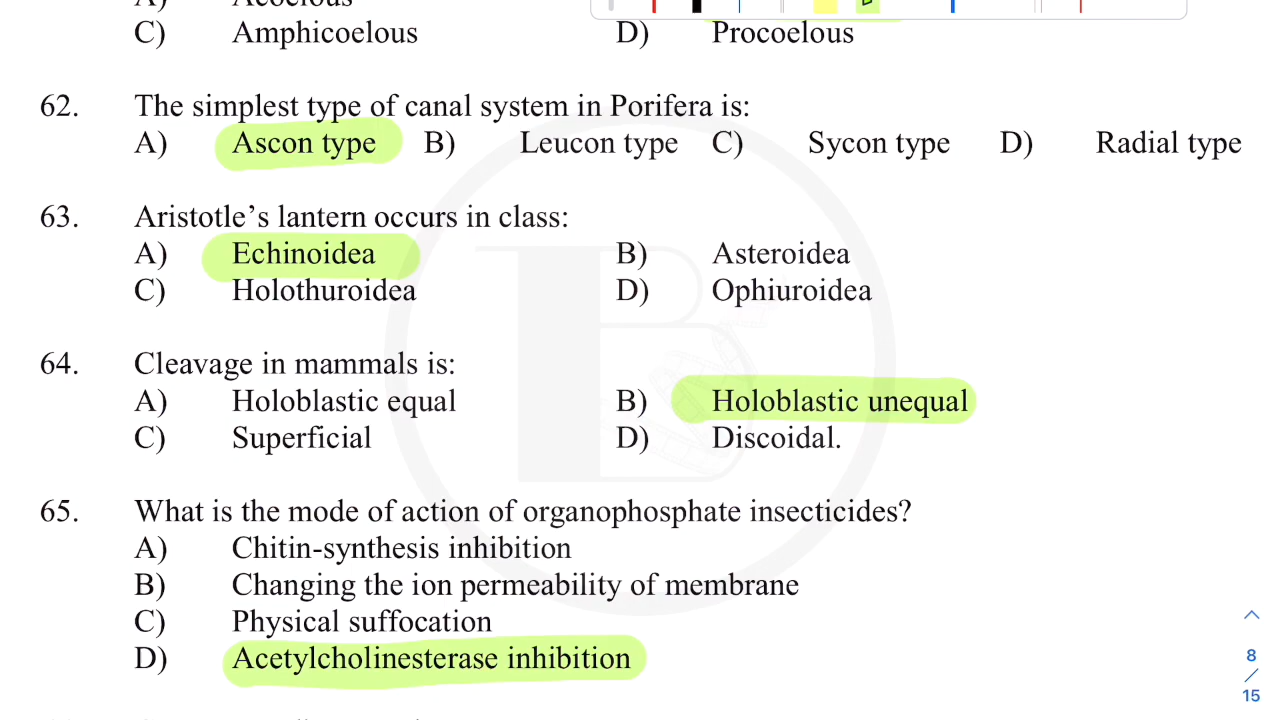 A) Acoelous
C) Amphicoelous D) Procoelous
62. The simplest type of canal system in Porifera is:
A) Ascon type B) Leucon type C) Sycon type D) Radial type
63. Aristotle’s lantern occurs in class:
A) Echinoidea B) Asteroidea
C) Holothuroidea D) Ophiuroidea
64. Cleavage in mammals is:
A) Holoblastic equal B) Holoblastic unequal
C) Superficial D) Discoidal.
65. What is the mode of action of organophosphate insecticides?
A) Chitin-synthesis inhibition
B) Changing the ion permeability of membrane
C) Physical suffocation
D) Acetylcholinesterase inhibition
8
/
15